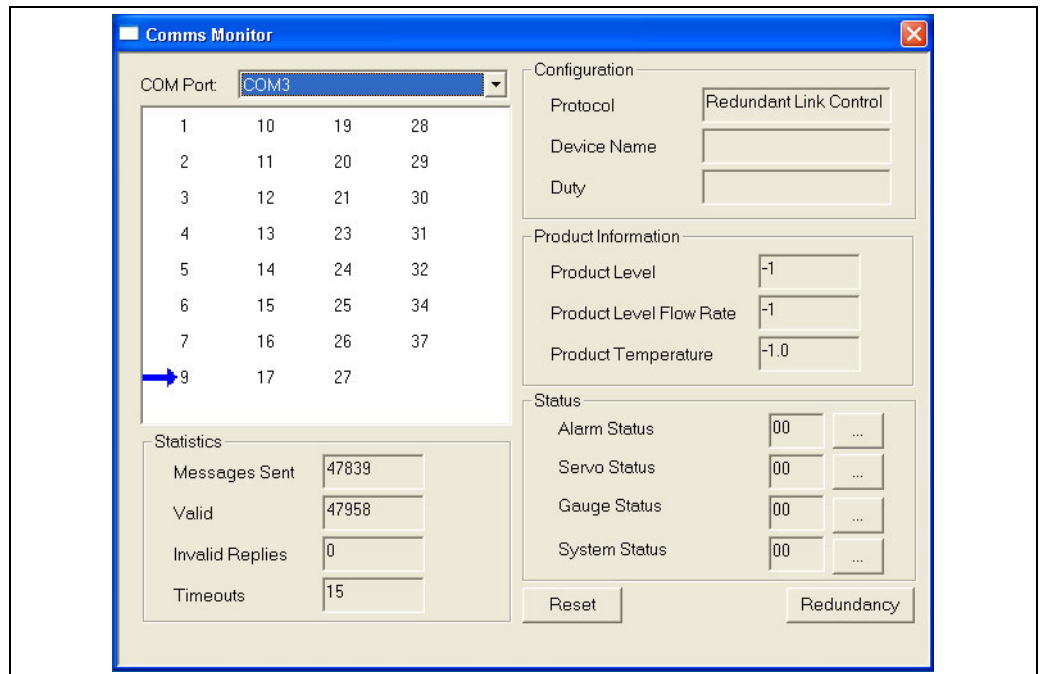 Comms Monitor
COM Port: COM3
1 10 19 28
2 11 20 29
3 12 21 30
4 13 23 31
5 14 24 32
6 15 25 34
7 16 26 37
9 17 27
Statistics
Messages Sent 47839
Valid 47958
Invalid Replies 0
Timeouts 15
Configuration
Protocol Redundant Link Control
Device Name
Duty
Product Information
Product Level -1
Product Level Flow Rate -1
Product Temperature -1.0
Status
Alarm Status 00 ...
Servo Status 00 ...
Gauge Status 00 ...
System Status 00 ...
Reset Redundancy